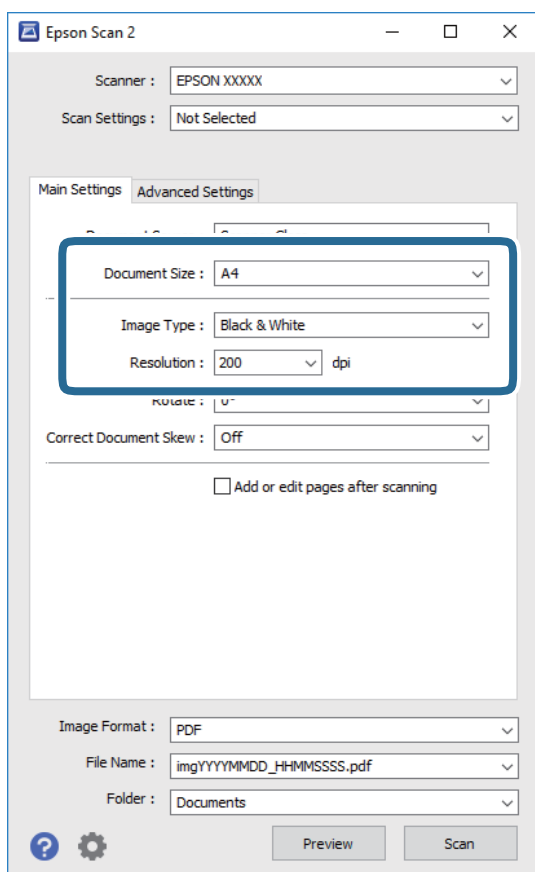 Epson Scan 2
Scanner : EPSON XXXXX
Scan Settings : Not Selected
Main Settings Advanced Settings
Document Size : A4
Image Type : Black & White
Resolution : 200 dpi
Rotate : 0°
Correct Document Skew : Off
Add or edit pages after scanning
Image Format : PDF
File Name : imgYYYYMMDD_HHMMSSSS.pdf
Folder : Documents
Preview Scan